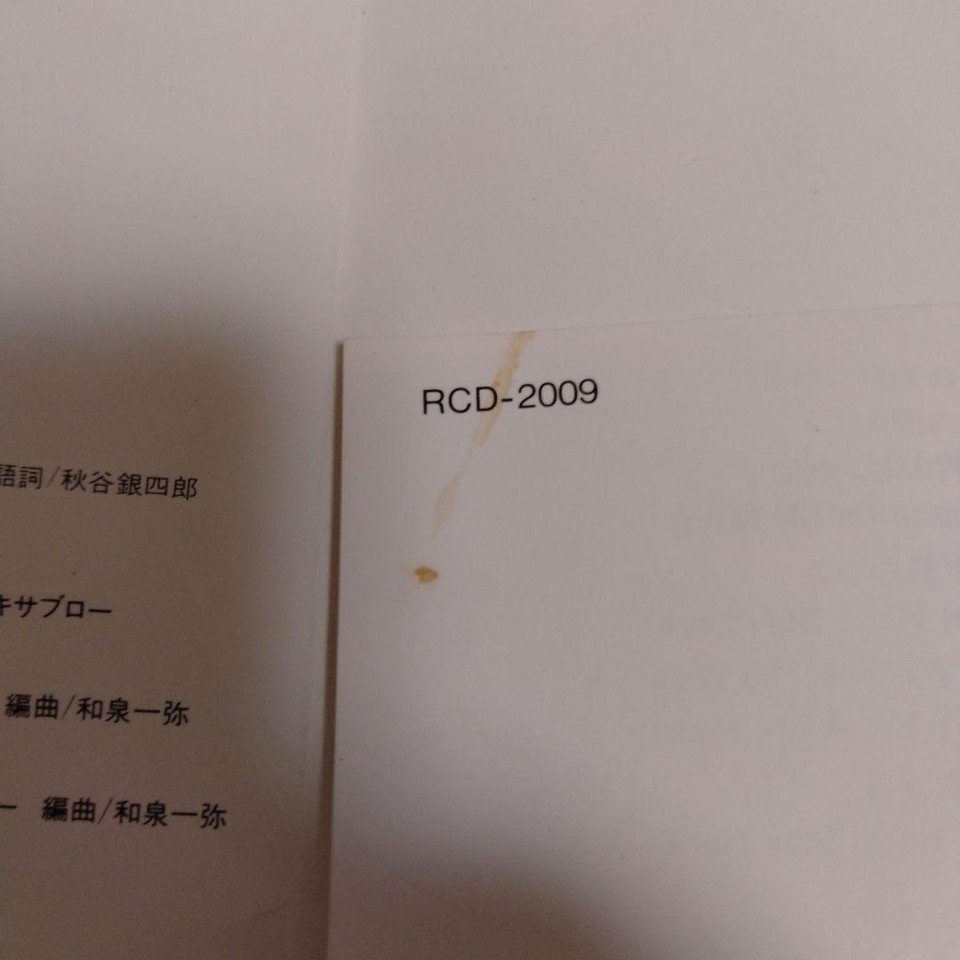 RCD-2009
語詞/秋谷銀四郎
キサブロー
編曲/和泉一弥
ー 編曲/和泉一弥